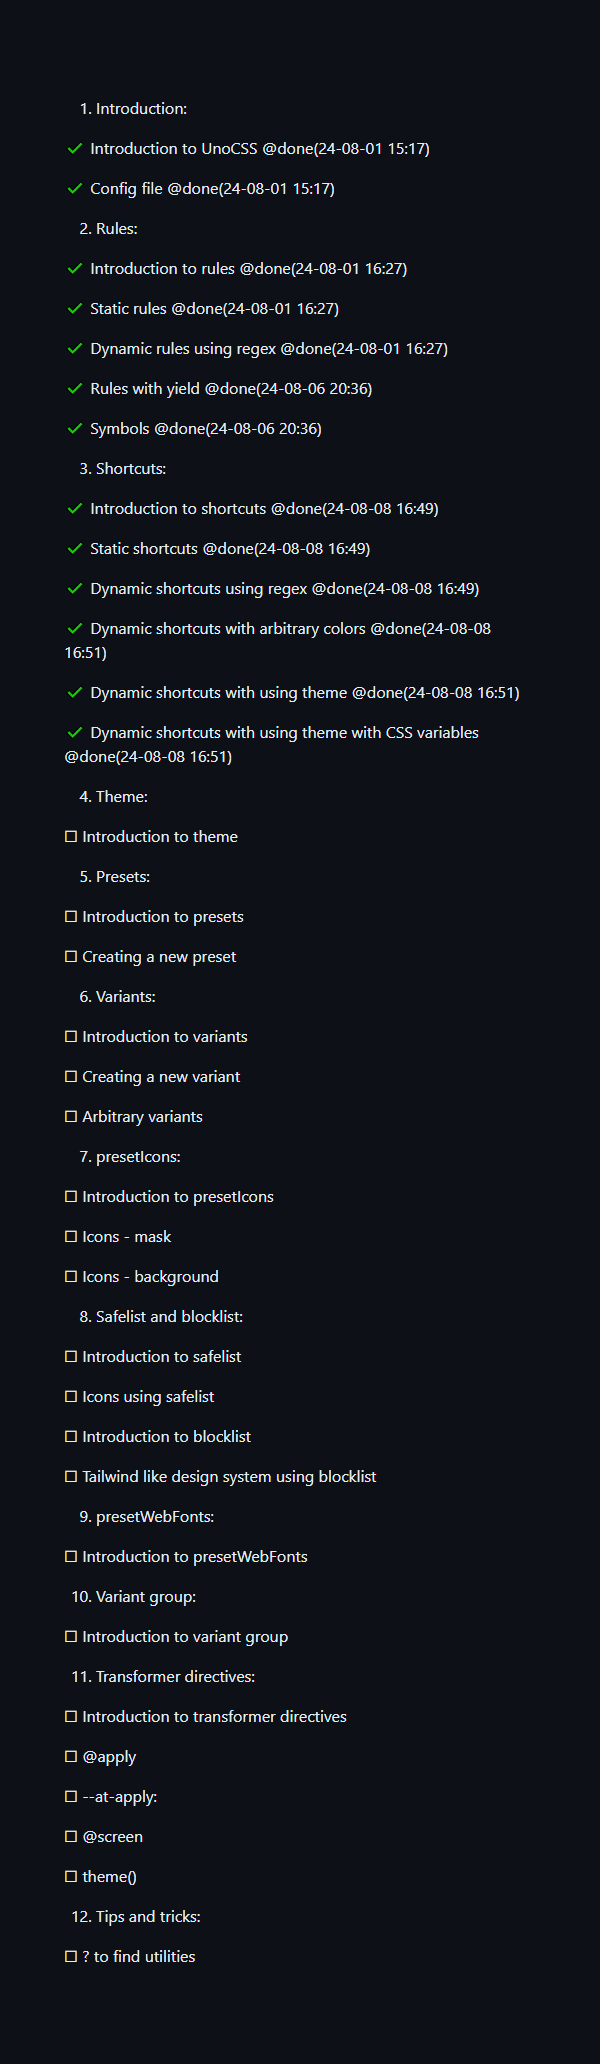 1. Introduction:
✓ Introduction to UnoCSS @done(24-08-01 15:17)
✓ Config file @done(24-08-01 15:17)
2. Rules:
✓ Introduction to rules @done(24-08-01 16:27)
✓ Static rules @done(24-08-01 16:27)
✓ Dynamic rules using regex @done(24-08-01 16:27)
✓ Rules with yield @done(24-08-06 20:36)
✓ Symbols @done(24-08-06 20:36)
3. Shortcuts:
✓ Introduction to shortcuts @done(24-08-08 16:49)
✓ Static shortcuts @done(24-08-08 16:49)
✓ Dynamic shortcuts using regex @done(24-08-08 16:49)
✓ Dynamic shortcuts with arbitrary colors @done(24-08-08
16:51)
✓ Dynamic shortcuts with using theme @done(24-08-08 16:51)
✓ Dynamic shortcuts with using theme with CSS variables
@done(24-08-08 16:51)
4. Theme:
☐ Introduction to theme
5. Presets:
☐ Introduction to presets
☐ Creating a new preset
6. Variants:
☐ Introduction to variants
☐ Creating a new variant
☐ Arbitrary variants
7. presetIcons:
☐ Introduction to presetIcons
☐ Icons - mask
☐ Icons - background
8. Safelist and blocklist:
☐ Introduction to safelist
☐ Icons using safelist
☐ Introduction to blocklist
☐ Tailwind like design system using blocklist
9. presetWebFonts:
☐ Introduction to presetWebFonts
10. Variant group:
☐ Introduction to variant group
11. Transformer directives:
☐ Introduction to transformer directives
☐ @apply
☐ --at-apply:
☐ @screen
☐ theme()
12. Tips and tricks:
☐ ? to find utilities